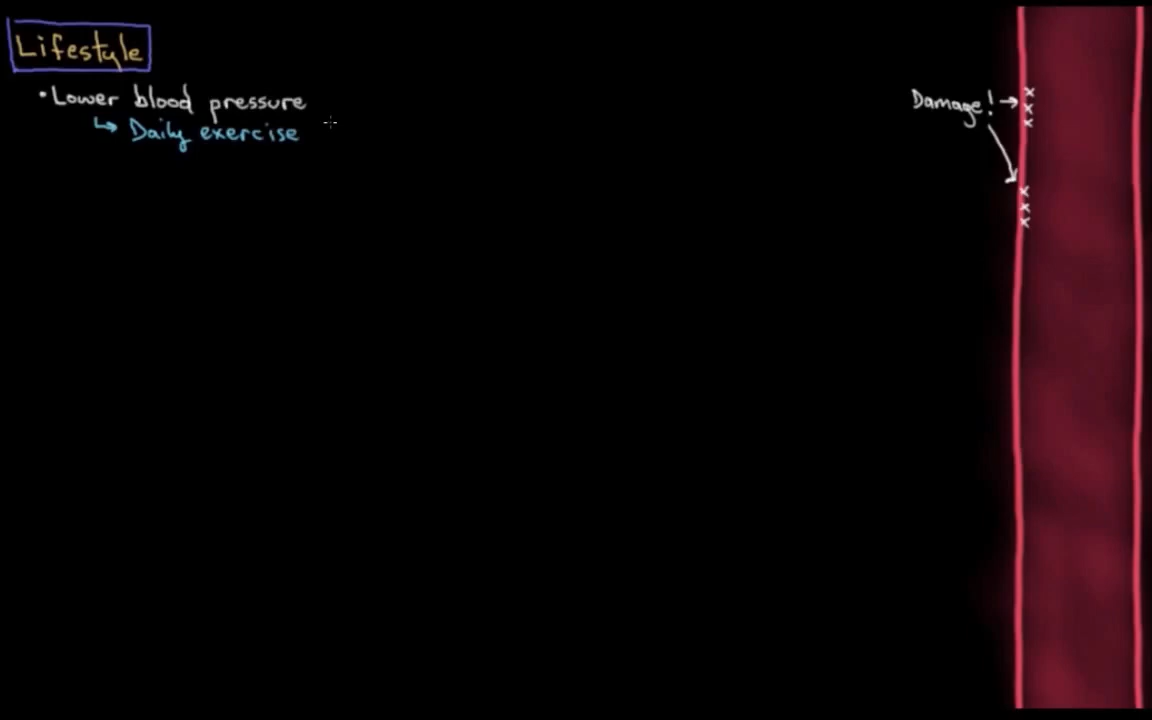 Lifestyle
• Lower blood pressure
↳ Daily exercise
Damage! →
x
x
x
x
x
x